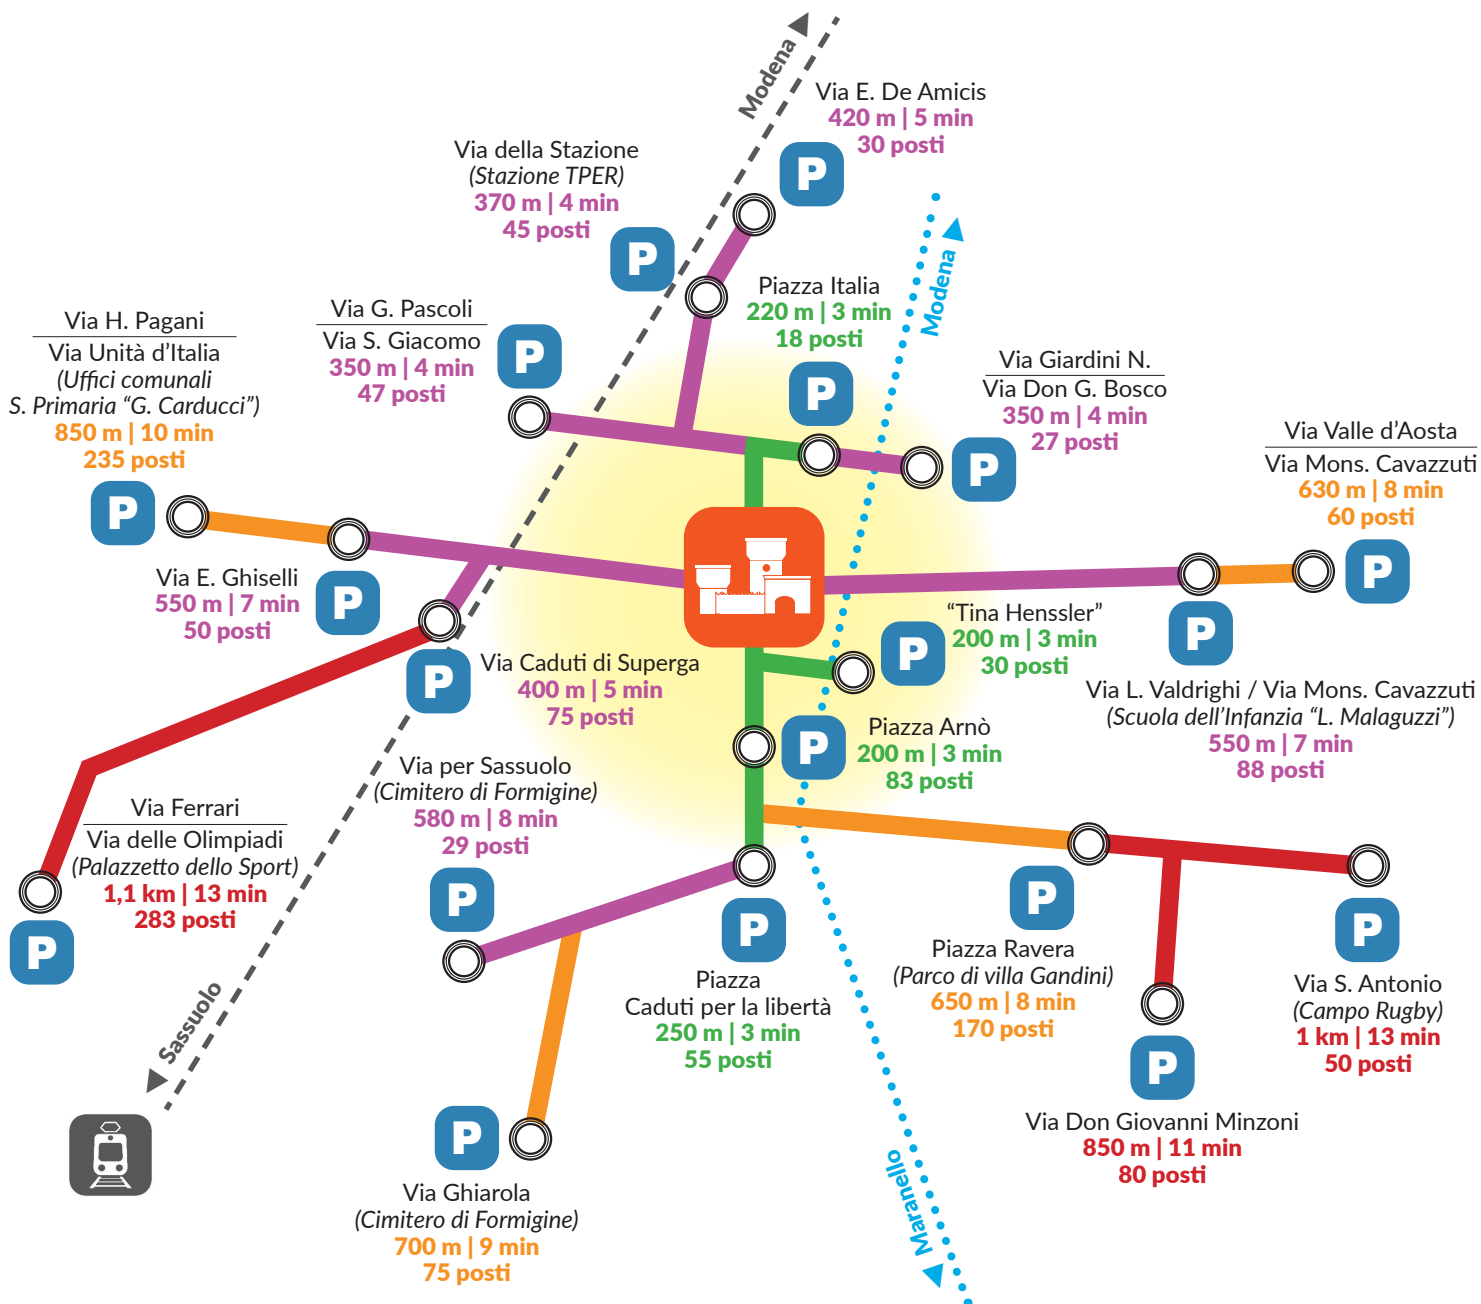 Modena
Via E. De Amicis
420 m | 5 min
30 posti
P
Via della Stazione
(Stazione TPER)
370 m | 4 min
45 posti
P
Modena
Piazza Italia
220 m | 3 min
18 posti
P
Via G. Pascoli
Via S. Giacomo
350 m | 4 min
47 posti
P
Via H. Pagani
Via Unità d’Italia
(Uffici comunali
S. Primaria “G. Carducci”)
850 m | 10 min
235 posti
P
Via Giardini N.
Via Don G. Bosco
350 m | 4 min
27 posti
P
Via Valle d’Aosta
Via Mons. Cavazzuti
630 m | 8 min
60 posti
P
Via E. Ghiselli
550 m | 7 min
50 posti
P
“Tina Henssler”
200 m | 3 min
30 posti
P
P
Via L. Valdrighi / Via Mons. Cavazzuti
(Scuola dell’Infanzia “L. Malaguzzi”)
550 m | 7 min
88 posti
P
Via Caduti di Superga
400 m | 5 min
75 posti
P
Piazza Arnò
200 m | 3 min
83 posti
Via per Sassuolo
(Cimitero di Formigine)
580 m | 8 min
29 posti
P
Via Ferrari
Via delle Olimpiadi
(Palazzetto dello Sport)
1,1 km | 13 min
283 posti
P
P
Piazza
Caduti per la libertà
250 m | 3 min
55 posti
P
Piazza Ravera
(Parco di villa Gandini)
650 m | 8 min
170 posti
P
Via S. Antonio
(Campo Rugby)
1 km | 13 min
50 posti
P
Via Don Giovanni Minzoni
850 m | 11 min
80 posti
Sassuolo
P
Via Ghiarola
(Cimitero di Formigine)
700 m | 9 min
75 posti
Maranello